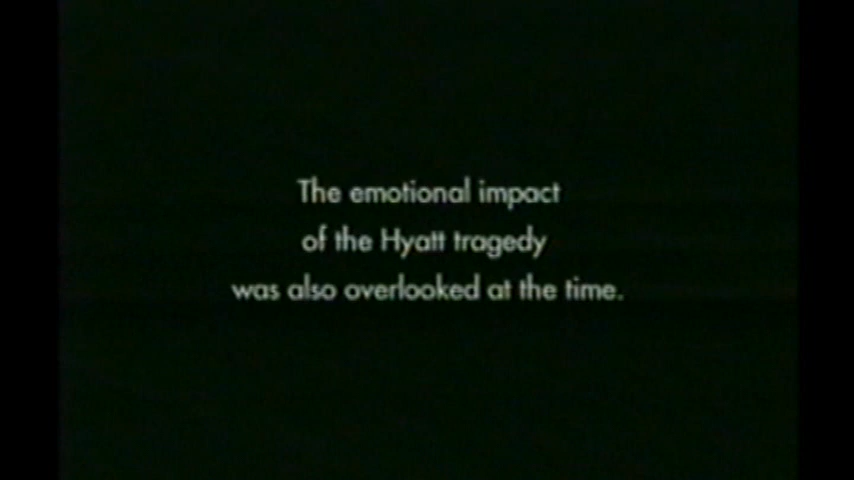 The emotional impact
of the Hyatt tragedy
was also overlooked at the time.